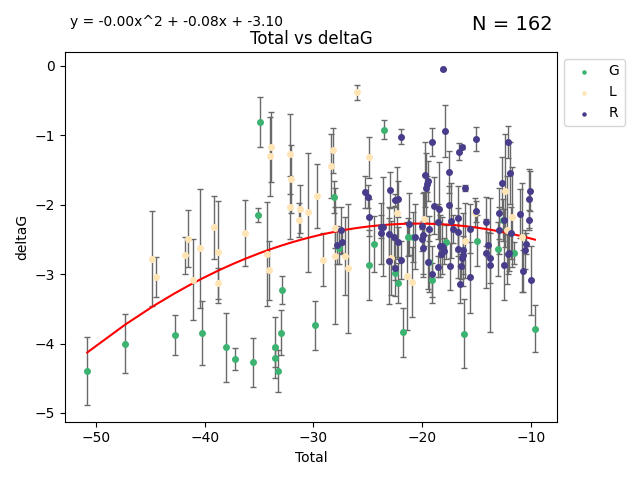 y = -0.00x^2 + -0.08x + -3.10
N = 162
Total vs deltaG
G
L
R
deltaG
0
−1
−2
−3
−4
−5
−50
−40
−30
−20
−10
Total